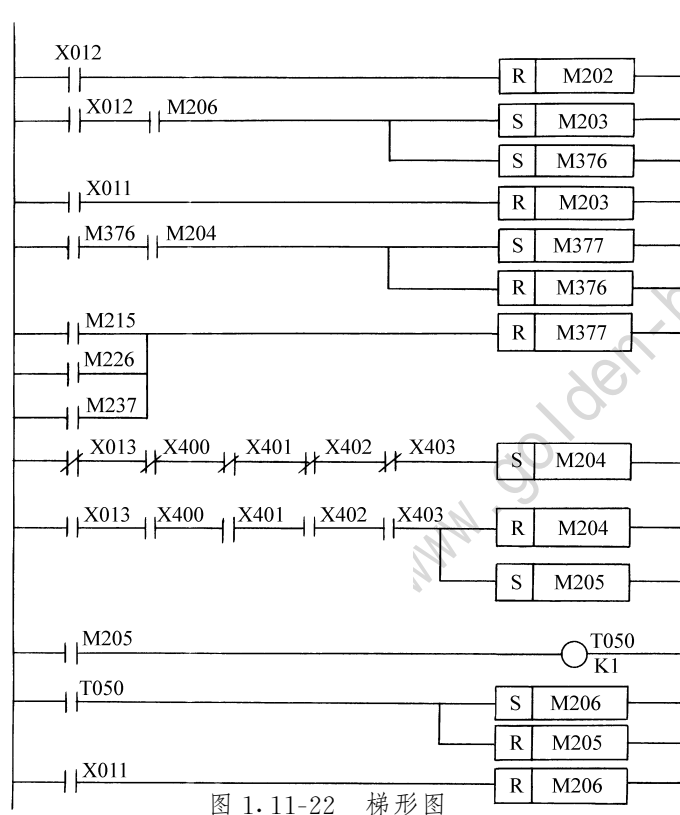 X012
R M202
X012 M206 S M203
S M376
X011 R M203
M376 M204 S M377
R M376
M215 R M377
M226
M237
X013 X400 X401 X402 X403 S M204
X013 X400 X401 X402 X403 R M204
S M205
M205 T050
K1
T050 S M206
R M205
X011 R M206
图 1.11-22 梯形图
www.golden-b